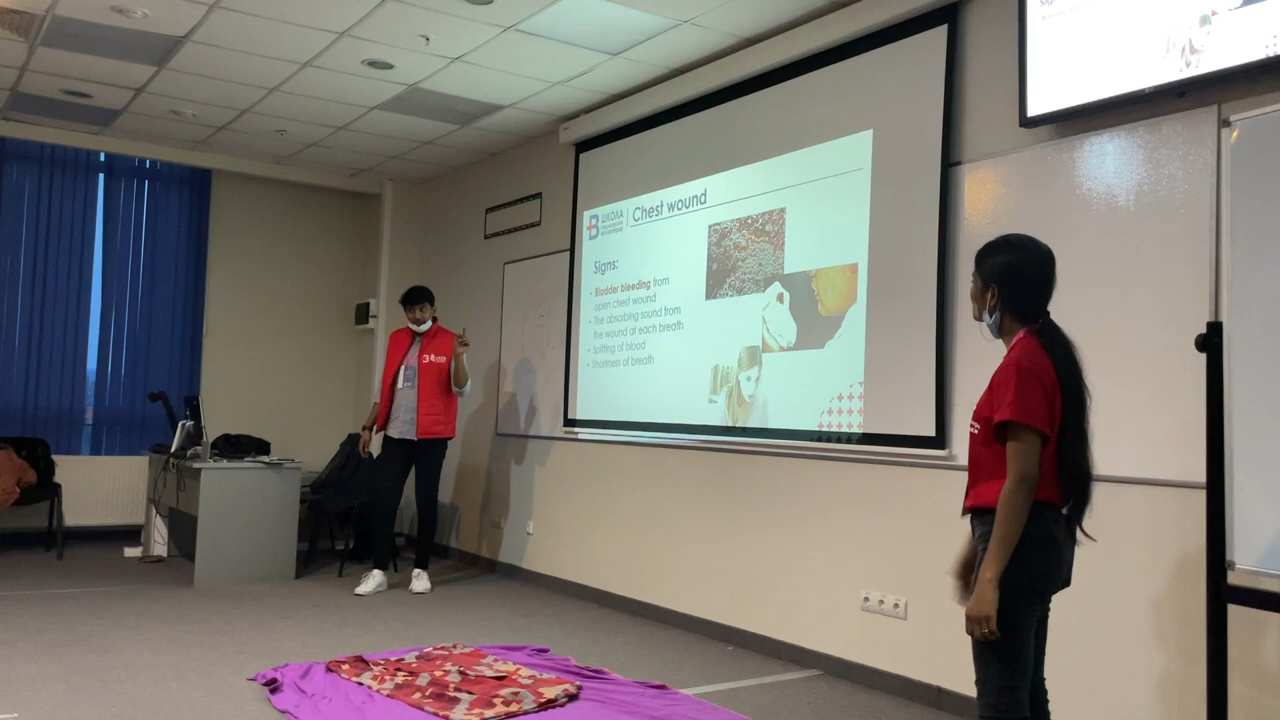 ШКОЛА
Chest wound
Signs:
• Bladder bleeding from
open chest wound
• The absorbing sound from
the wound at each breath
• Spitting of blood
• Shortness of breath